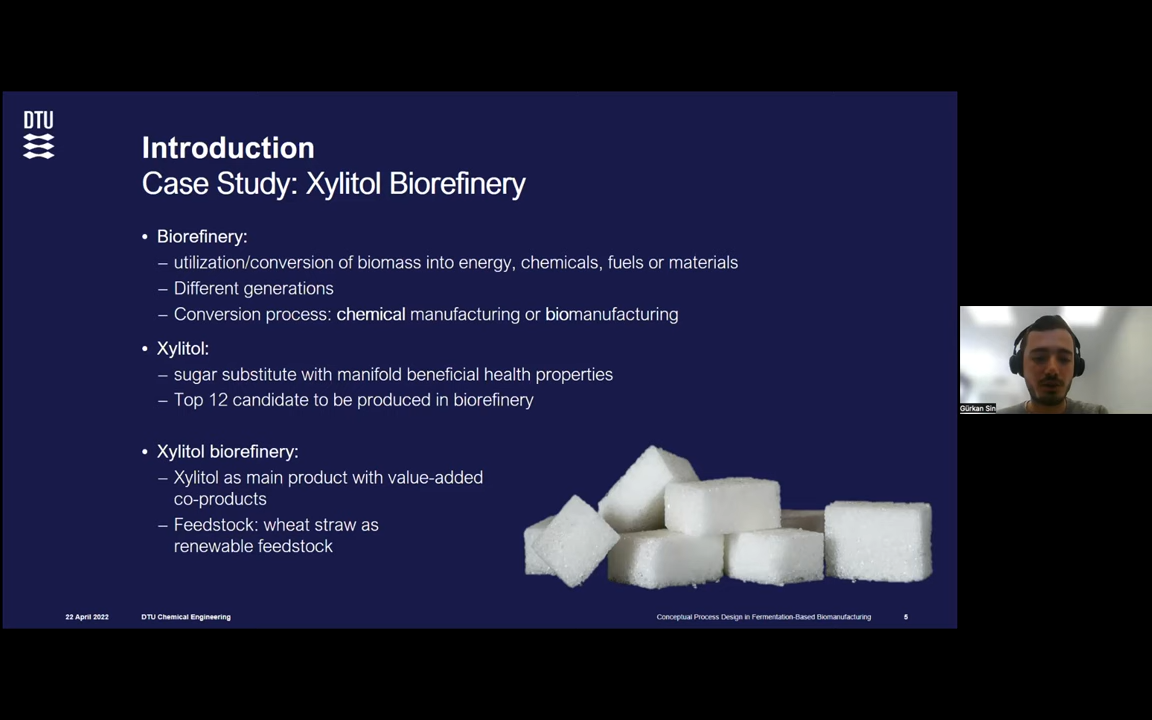 DTU
Introduction
Case Study: Xylitol Biorefinery
• Biorefinery:
– utilization/conversion of biomass into energy, chemicals, fuels or materials
– Different generations
– Conversion process: chemical manufacturing or biomanufacturing
• Xylitol:
– sugar substitute with manifold beneficial health properties
– Top 12 candidate to be produced in biorefinery
• Xylitol biorefinery:
– Xylitol as main product with value-added
co-products
– Feedstock: wheat straw as
renewable feedstock
22 April 2022 DTU Chemical Engineering Conceptual Process Design in Fermentation-Based Biomanufacturing 5
Gürkan Sin